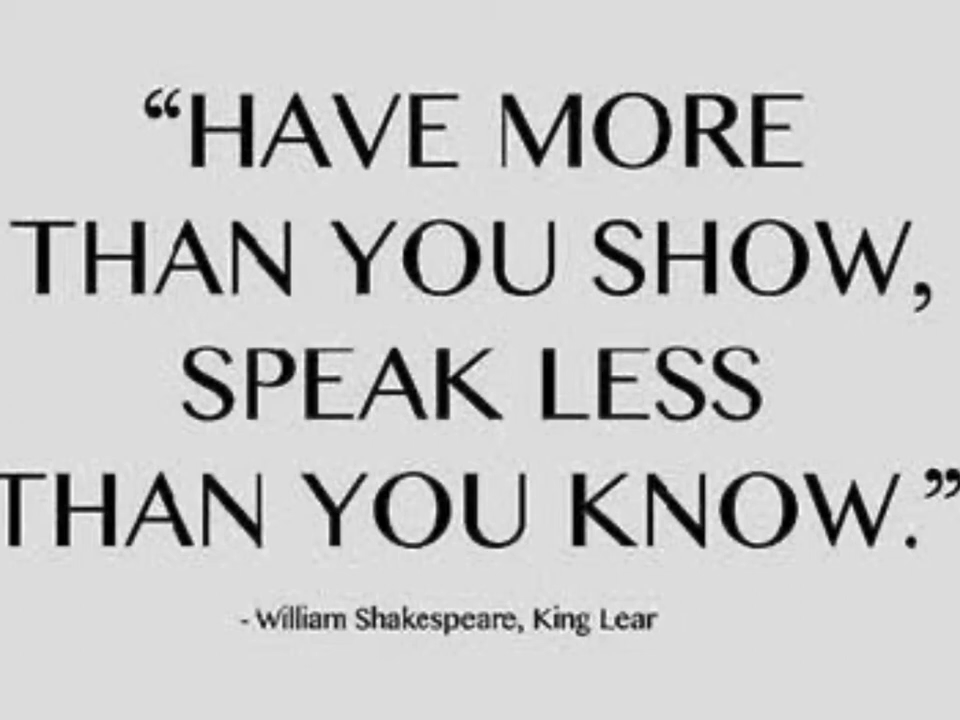 “HAVE MORE
THAN YOU SHOW,
SPEAK LESS
THAN YOU KNOW.”
- William Shakespeare, King Lear